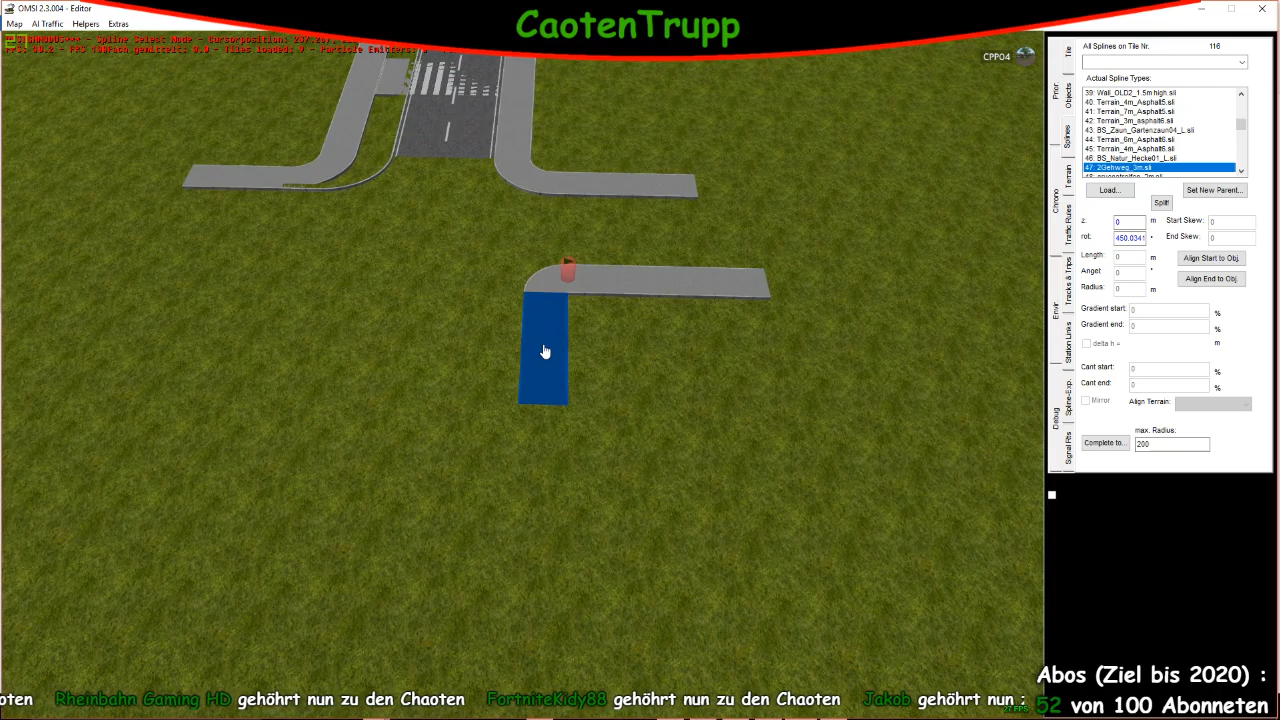 OMSI 2.3.004 - Editor
Map AI Traffic Helpers Extras
CaotenTrupp
CPP04
All Splines on Tile Nr. 116
Actual Spline Types:
39: Wall_OLD2_1.5m high.sli
40: Terrain_4m_Asphalt5.sli
41: Terrain_7m_Asphalt5.sli
42: Terrain_3m_asphalt6.sli
43: BS_Zaun_Gartenzaun04_L.sli
44: Terrain_6m_Asphalt6.sli
45: Terrain_4m_Asphalt6.sli
46: BS_Natur_Hecke01_L.sli
47: 2Gehweg_3m.sli
Load... Set New Parent...
Split!
z: 0 m Start Skew: 0
rot: 450.0341 ° End Skew: 0
Length: 0 m Align Start to Obj.
Angel: 0 °
Radius: 0 m Align End to Obj.
Gradient start: 0 %
Gradient end: 0 %
delta h = m
Cant start: 0 %
Cant end: 0 %
Mirror Align Terrain:
max. Radius:
Complete to... 200
Tile
Objects
Splines
Terrain
Traffic Rules
Tracks & Trips
Station Links
Spline-Exp.
Signal Rts
Prior.
Chrono
Envir.
Debug
Abos (Ziel bis 2020) :
52 von 100 Abonneten
oten Rheinbahn Gaming HD gehöhrt nun zu den Chaoten FortniteKidy88 gehöhrt nun zu den Chaoten Jakob gehöhrt nun :